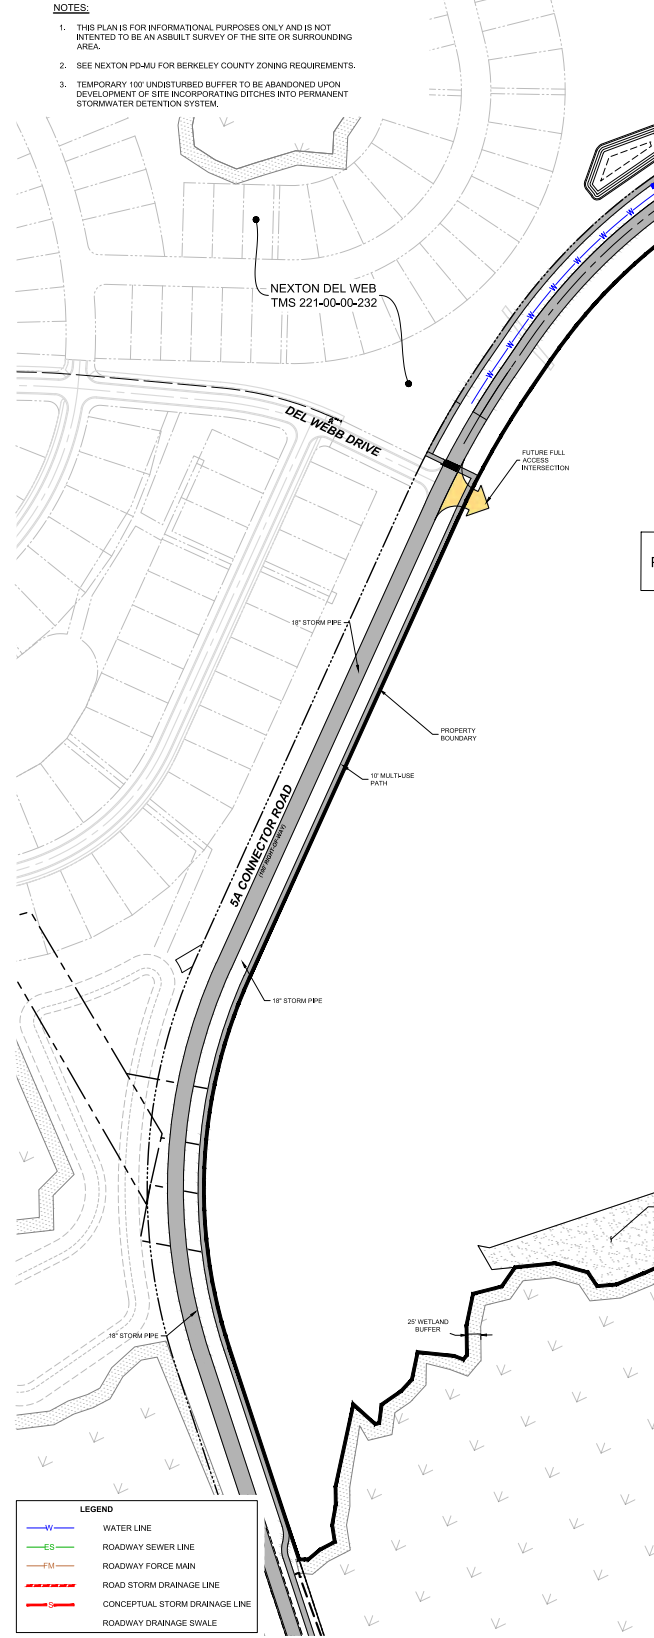 NOTES:
1. THIS PLAN IS FOR INFORMATIONAL PURPOSES ONLY AND IS NOT
INTENDED TO BE AN ASBUILT SURVEY OF THE SITE OR SURROUNDING
AREA.
2. SEE NEXTON PD-MU FOR BERKELEY COUNTY ZONING REQUIREMENTS.
3. TEMPORARY 100' UNDISTURBED BUFFER TO BE ABANDONED UPON
DEVELOPMENT OF SITE INCORPORATING DITCHES INTO PERMANENT
STORMWATER DETENTION SYSTEM.
W
W
W
W
W
W
NEXTON DEL WEB
TMS 221-00-00-232
DEL WEBB DRIVE
FUTURE FULL
ACCESS
INTERSECTION
18" STORM PIPE
PROPERTY
BOUNDARY
10' MULTI-USE
PATH
5A CONNECTOR ROAD
(100' RIGHT-OF-WAY)
18" STORM PIPE
25' WETLAND
BUFFER
18" STORM PIPE
LEGEND
W WATER LINE
ES ROADWAY SEWER LINE
FM ROADWAY FORCE MAIN
ROAD STORM DRAINAGE LINE
S CONCEPTUAL STORM DRAINAGE LINE
ROADWAY DRAINAGE SWALE